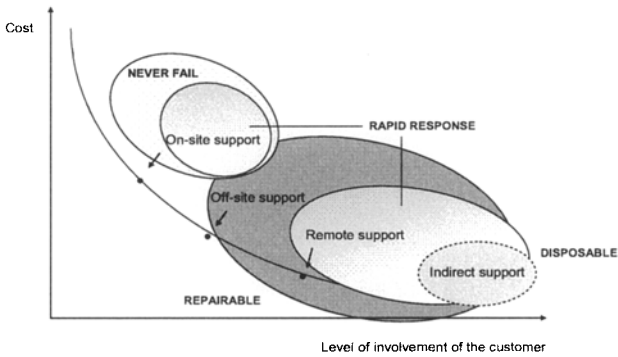 Cost
NEVER FAIL
On-site support
RAPID RESPONSE
Off-site support
Remote support
DISPOSABLE
Indirect support
REPAIRABLE
Level of involvement of the customer